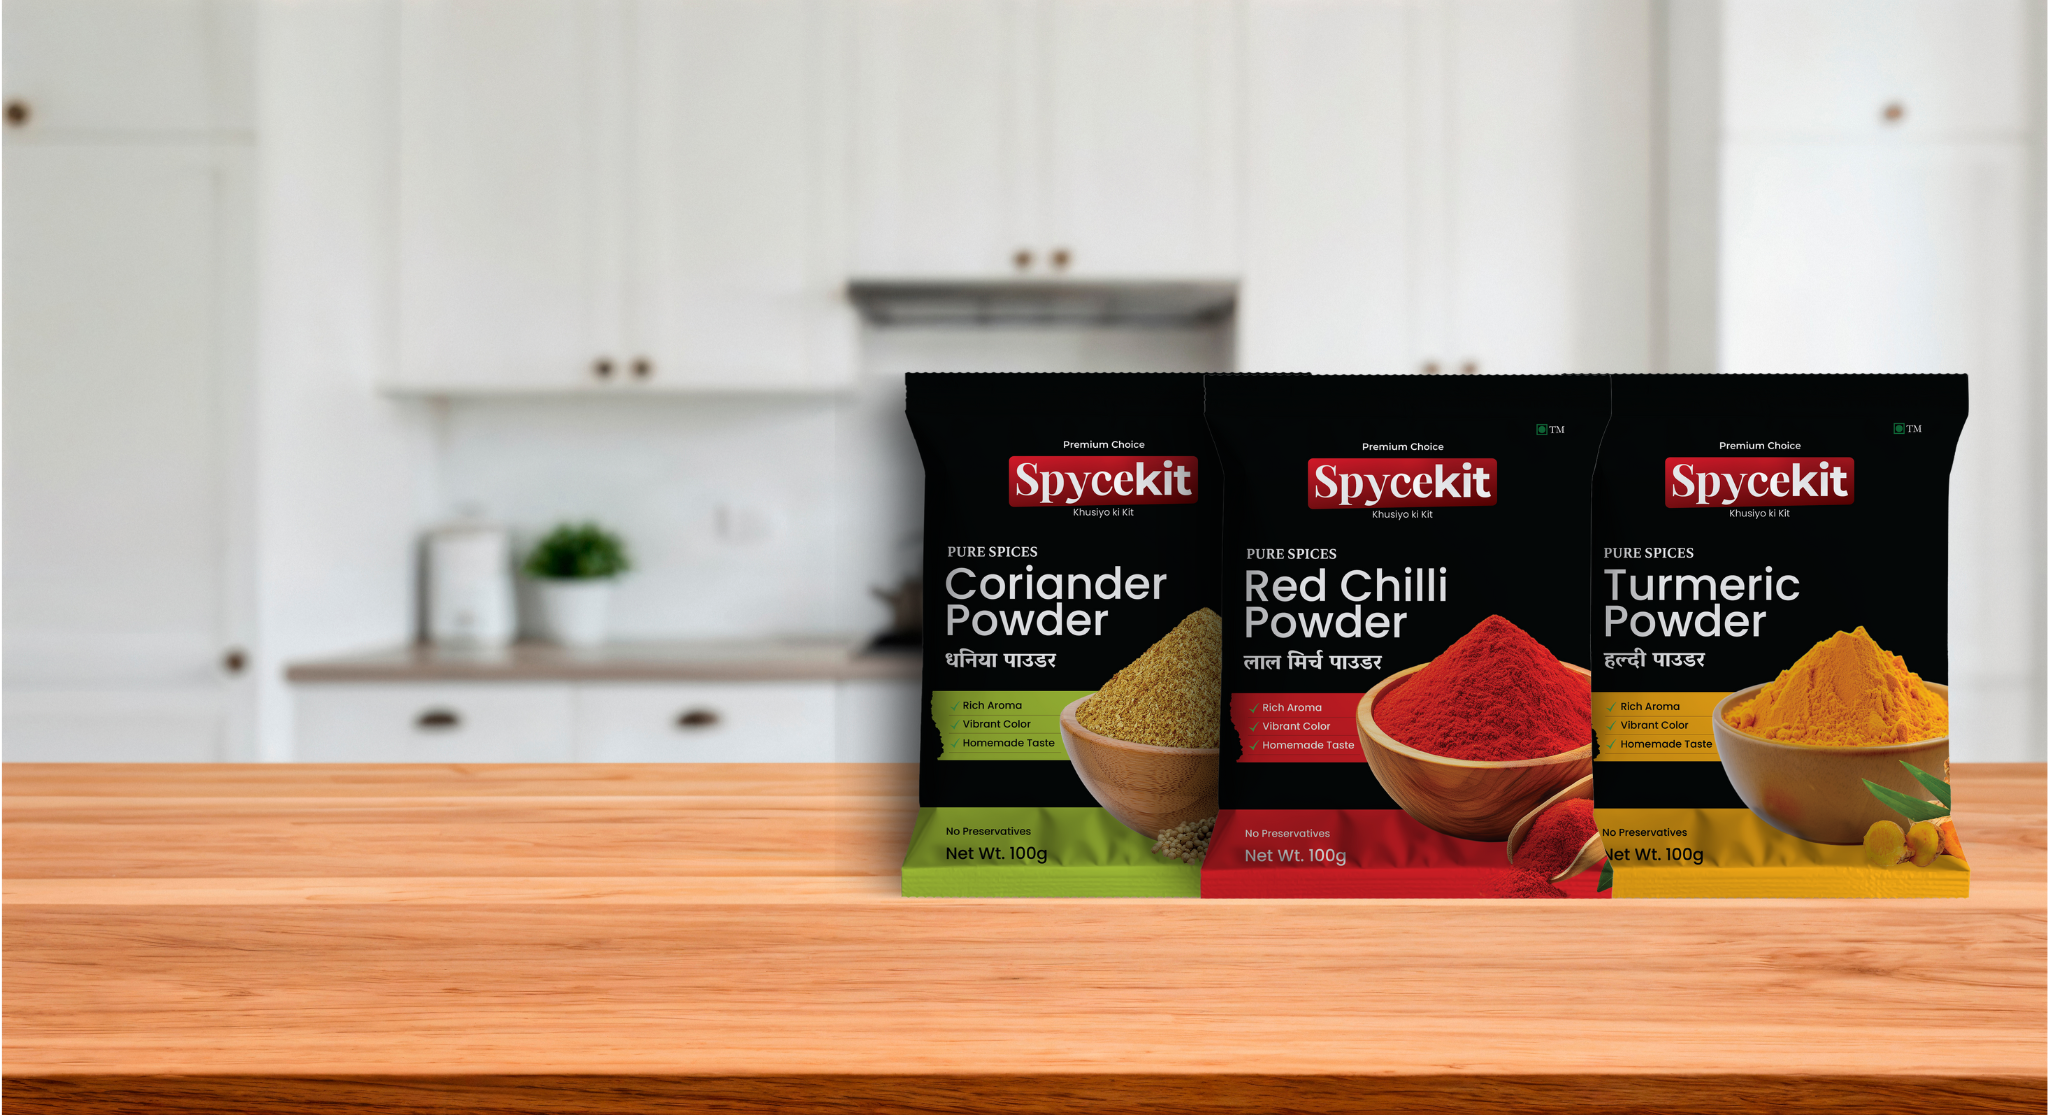 Premium Choice
Spycekit
Khusiyo ki Kit
PURE SPICES
Coriander
Powder
धनिया पाउडर
Rich Aroma
Vibrant Color
Homemade Taste
No Preservatives
Net Wt. 100g
TM
Premium Choice
Spycekit
Khusiyo ki Kit
PURE SPICES
Red Chilli
Powder
लाल मिर्च पाउडर
Rich Aroma
Vibrant Color
Homemade Taste
No Preservatives
Net Wt. 100g
TM
Premium Choice
Spycekit
Khusiyo ki Kit
PURE SPICES
Turmeric
Powder
हल्दी पाउडर
Rich Aroma
Vibrant Color
Homemade Taste
No Preservatives
Net Wt. 100g